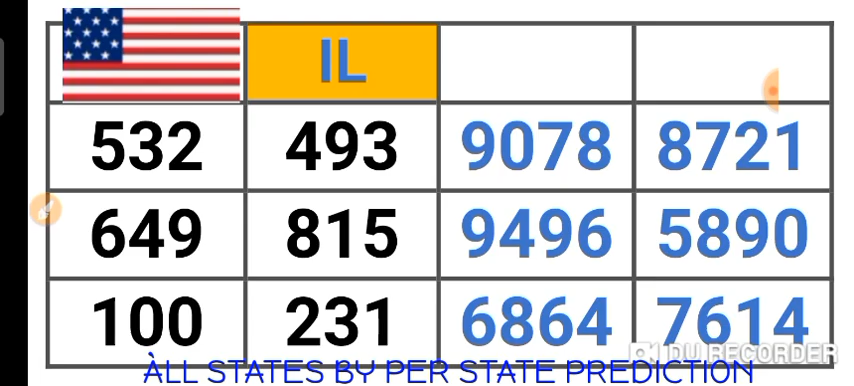 IL
532 493 9078 8721
649 815 9496 5890
100 231 6864 7614
DU RECORDER
ÀLL STATES BY PER STATE PREDICTION